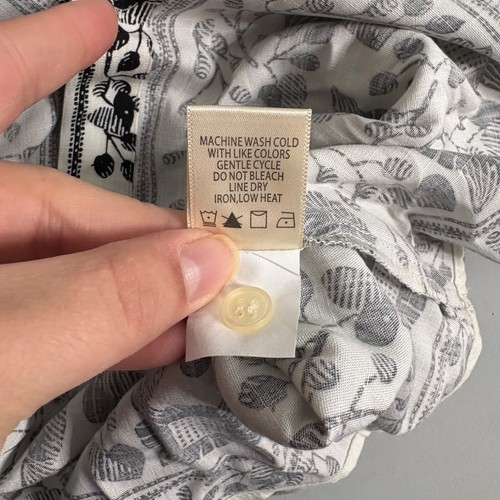 MACHINE WASH COLD
WITH LIKE COLORS
GENTLE CYCLE
DO NOT BLEACH
LINE DRY
IRON,LOW HEAT